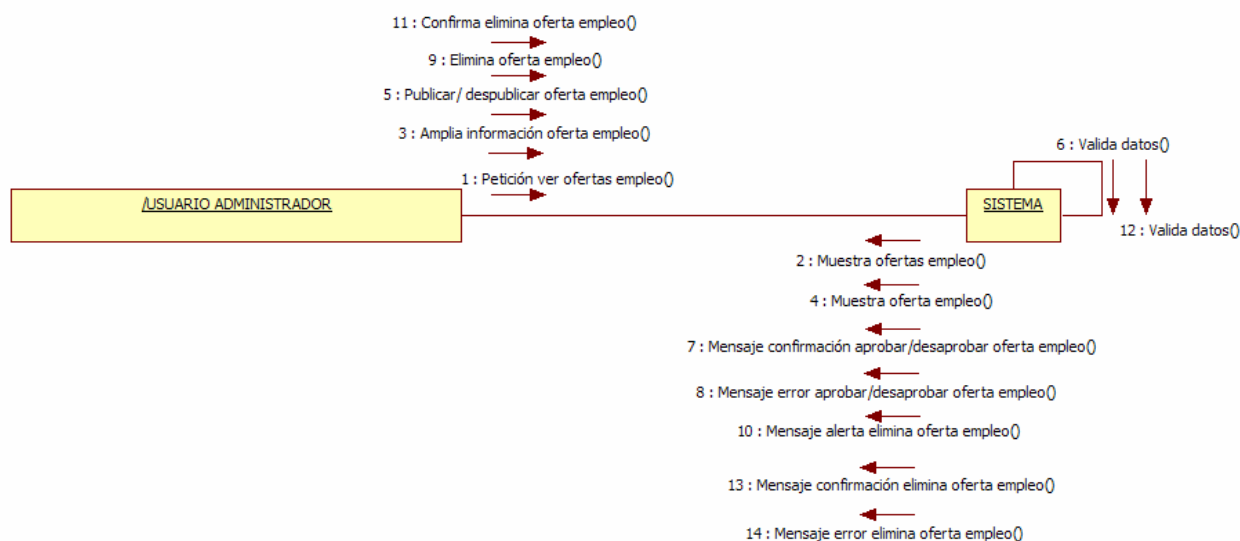 11 : Confirma elimina oferta empleo()
9 : Elimina oferta empleo()
5 : Publicar/ despublicar oferta empleo()
3 : Amplia información oferta empleo()
6 : Valida datos()
1 : Petición ver ofertas empleo()
/USUARIO ADMINISTRADOR
SISTEMA
12 : Valida datos()
2 : Muestra ofertas empleo()
4 : Muestra oferta empleo()
7 : Mensaje confirmación aprobar/desaprobar oferta empleo()
8 : Mensaje error aprobar/desaprobar oferta empleo()
10 : Mensaje alerta elimina oferta empleo()
13 : Mensaje confirmación elimina oferta empleo()
14 : Mensaje error elimina oferta empleo()